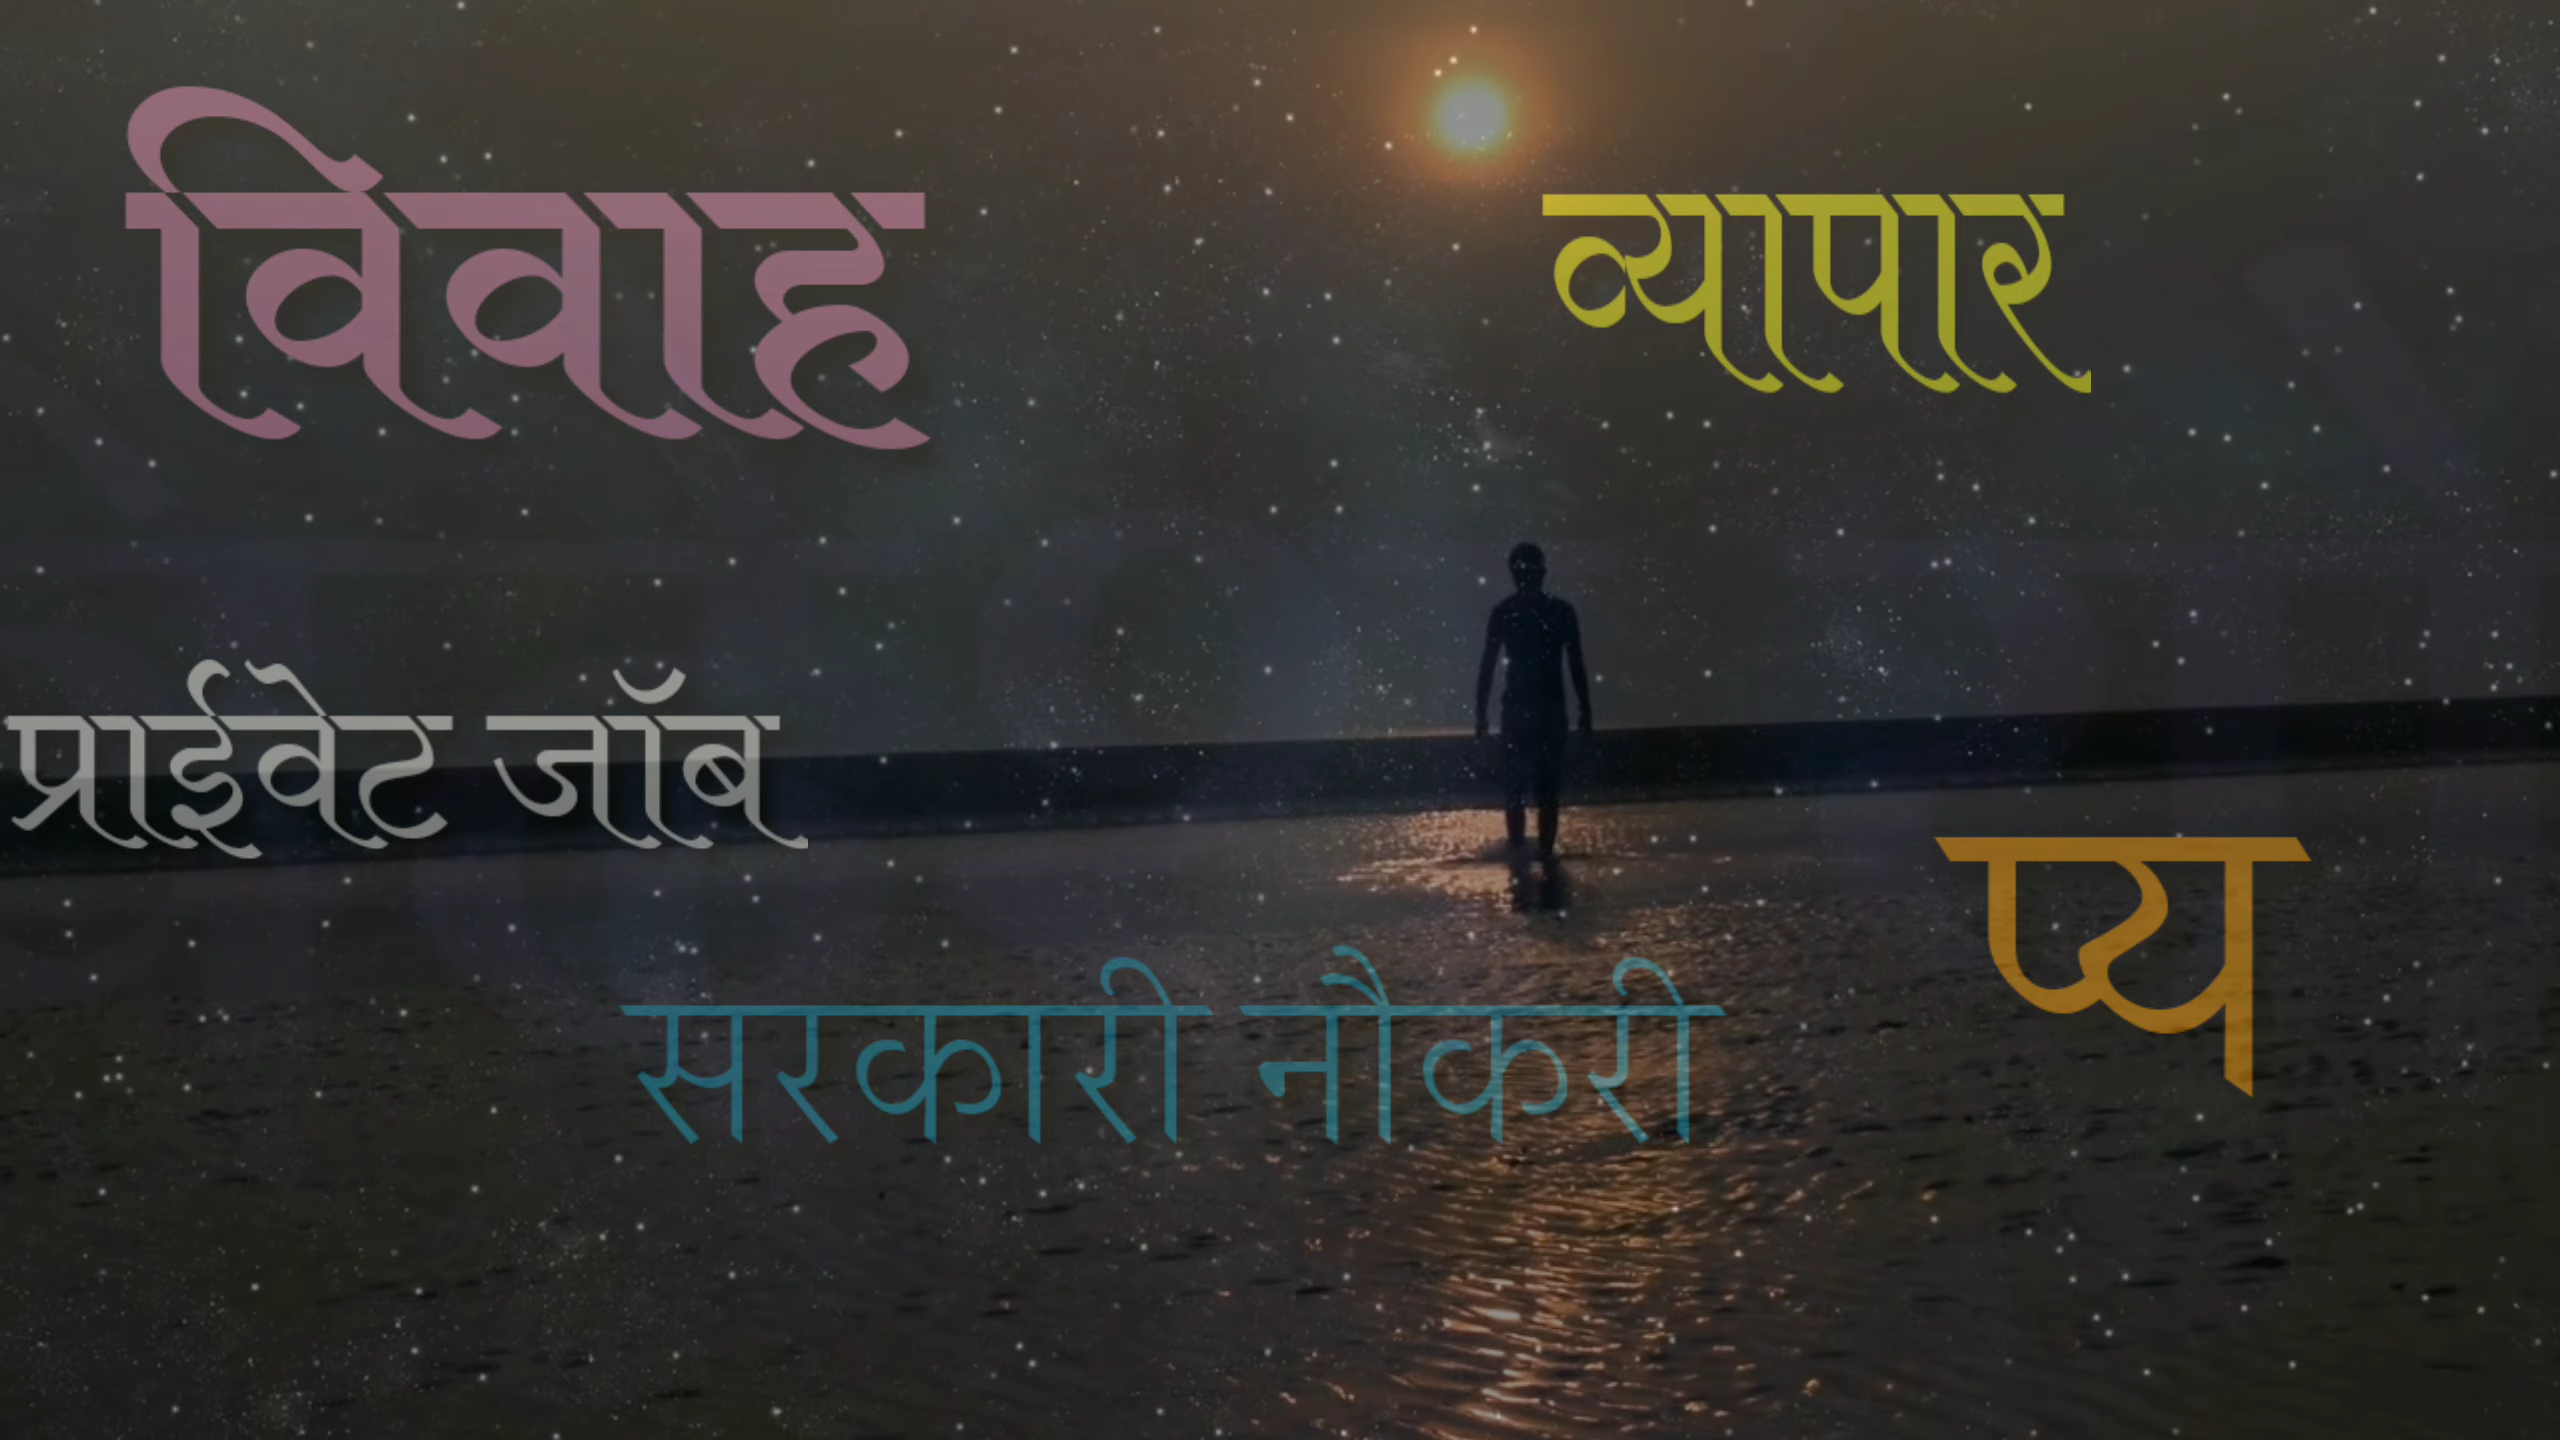 विवाह
व्यापार
प्राईवेट जॉब
प्य
सरकारी नौकरी